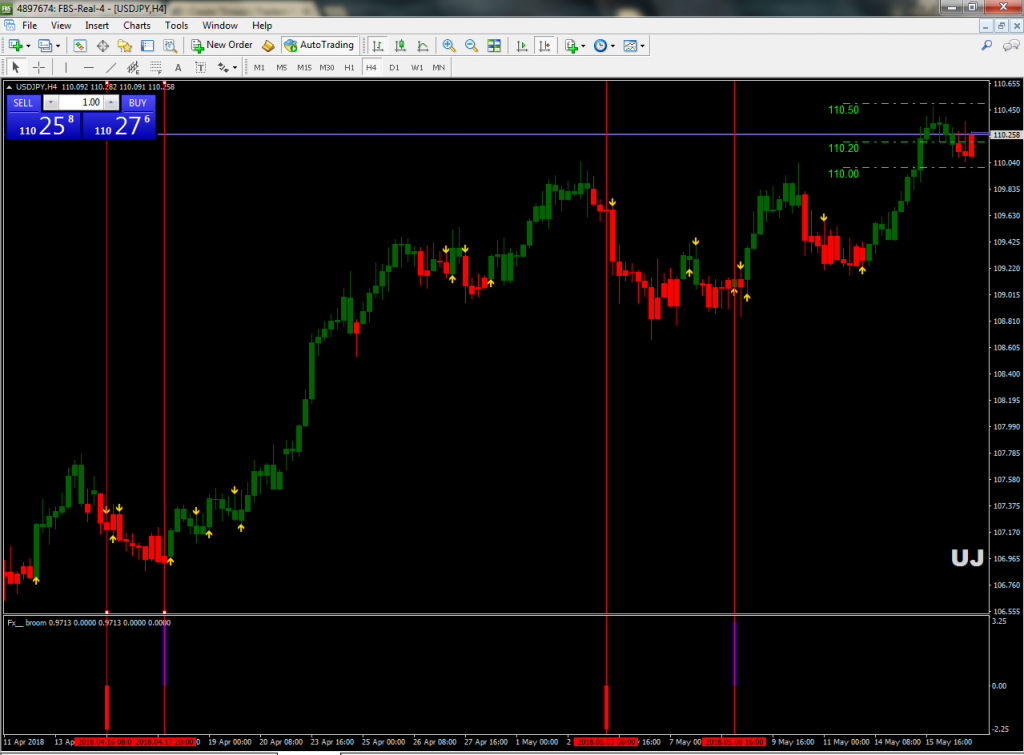 4897674: FBS-Real-4 - [USDJPY,H4]
File View Insert Charts Tools Window Help
New Order AutoTrading
A T M1 M5 M15 M30 H1 H4 D1 W1 MN
USDJPY,H4 110.092 110.282 110.091 110.258
SELL 1.00 BUY
110 25 8 110 27 6
110.655
110.50
110.450
110.258
110.20
110.040
110.00
109.835
109.630
109.425
109.220
109.015
108.810
108.605
108.400
108.195
107.990
107.785
107.580
107.375
107.170
106.965
UJ
106.760
106.555
Fx__ broom 0.9713 0.0000 0.9713 0.0000 0.0000
3.25
0.00
-2.25
11 Apr 2018 13 Ap 19 Apr 00:00 20 Apr 08:00 23 Apr 16:00 25 Apr 00:00 26 Apr 08:00 27 Apr 16:00 1 May 00:00 2 16:00 7 May 0 9 May 16:00 11 May 00:00 14 May 08:00 15 May 16:00